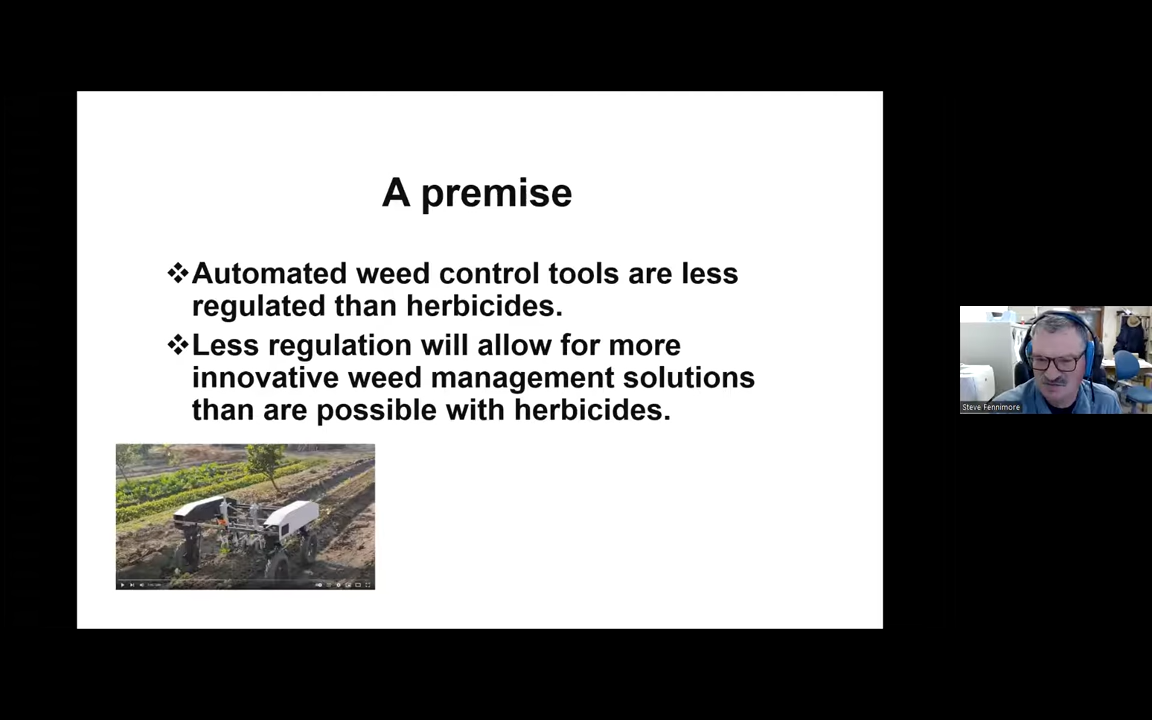 A premise
❖Automated weed control tools are less
regulated than herbicides.
❖Less regulation will allow for more
innovative weed management solutions
than are possible with herbicides.
Steve Fennimore